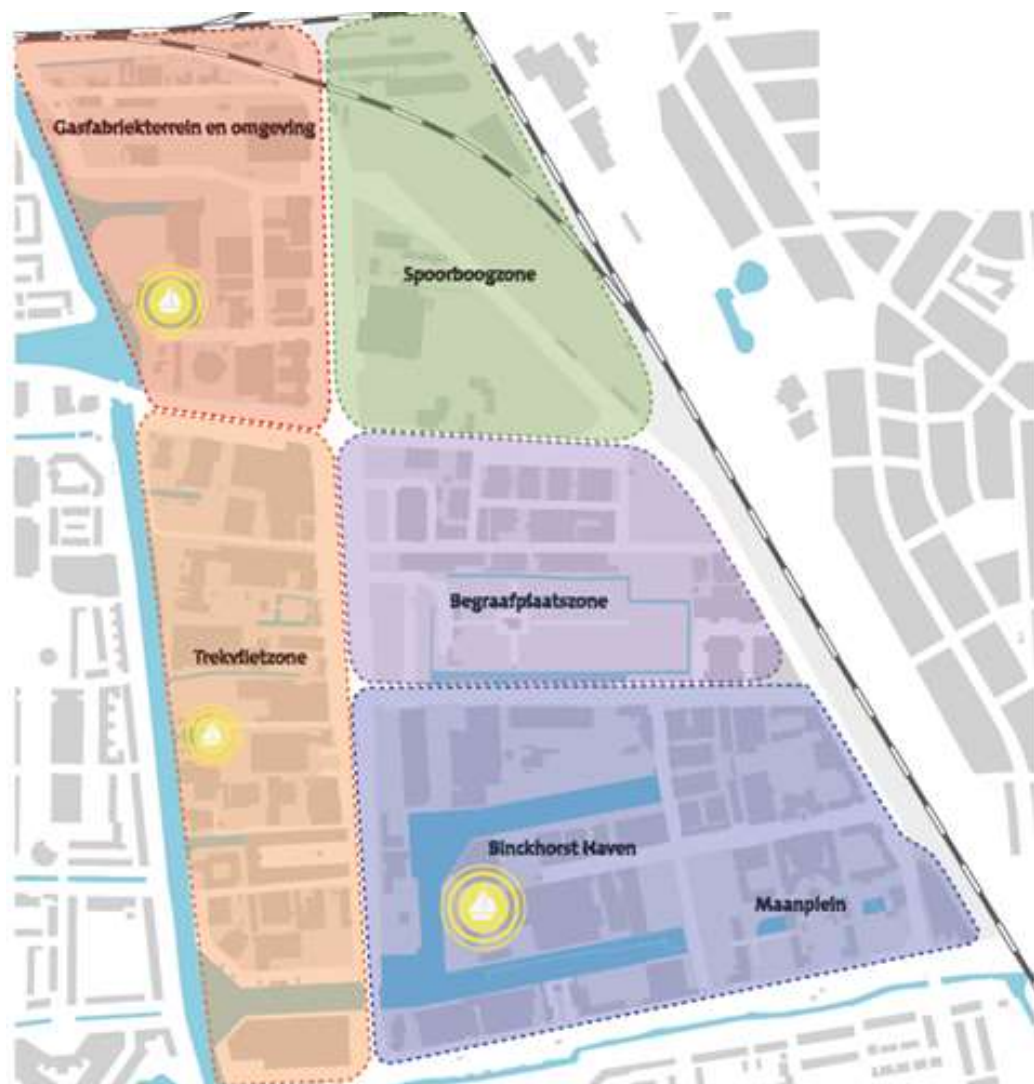 Gasfabriekterrein en omgeving
Spoorboogzone
Begraafplaatszone
Trekvlietzone
Binckhorst Haven
Maanplein